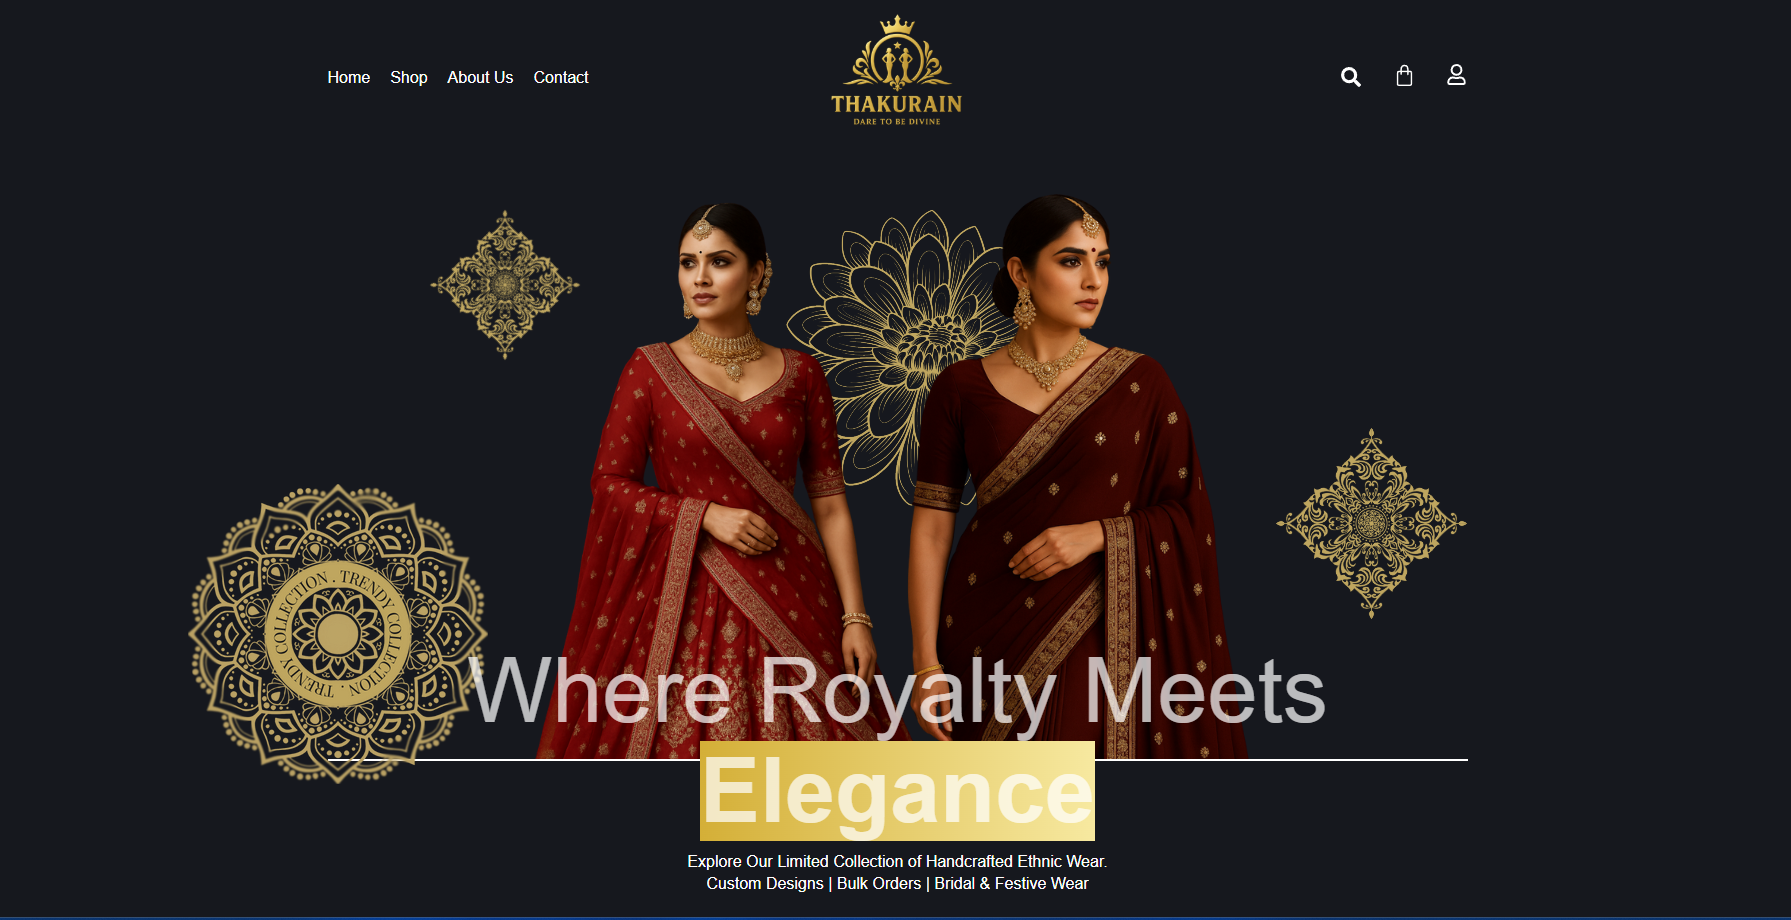 Home Shop About Us Contact
THAKURAIN
DARE TO BE DIVINE
TRENDY COLLECTION . TRENDY COLLECTION .
Where Royalty Meets
Elegance
Explore Our Limited Collection of Handcrafted Ethnic Wear.
Custom Designs | Bulk Orders | Bridal & Festive Wear